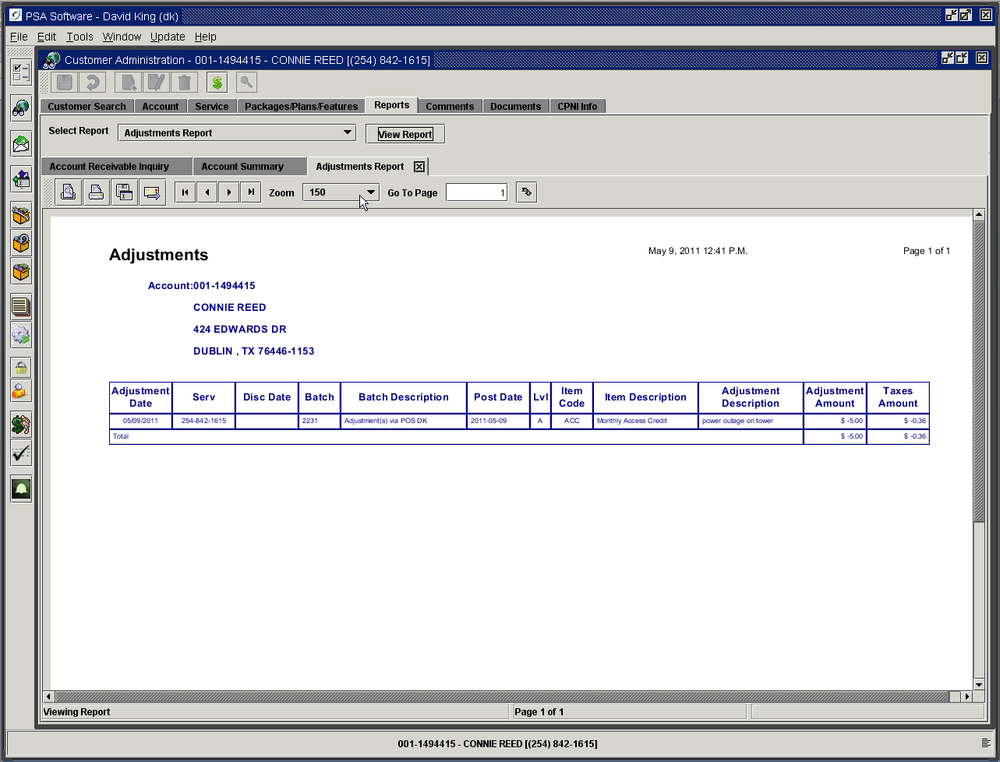 PSA Software - David King (dk)
File Edit Tools Window Update Help
Customer Administration - 001-1494415 - CONNIE REED [(254) 842-1615]
$
Customer Search Account Service Packages/Plans/Features Reports Comments Documents CPNI Info
Select Report Adjustments Report View Report
Account Receivable Inquiry Account Summary Adjustments Report
Zoom 150 Go To Page 1
Adjustments May 9, 2011 12:41 P.M. Page 1 of 1
Account:001-1494415
CONNIE REED
424 EDWARDS DR
DUBLIN , TX 76446-1153
Adjustment Date Serv Disc Date Batch Batch Description Post Date Lvl Item Code Item Description Adjustment Description Adjustment Amount Taxes Amount
05/09/2011 254-842-1615 2231 Adjustment(s) via POS DK 2011-05-09 A ACC Monthly Access Credit power outage on tower $ -5.00 $ -0.36
Total $ -5.00 $ -0.36
Viewing Report Page 1 of 1
001-1494415 - CONNIE REED [(254) 842-1615]